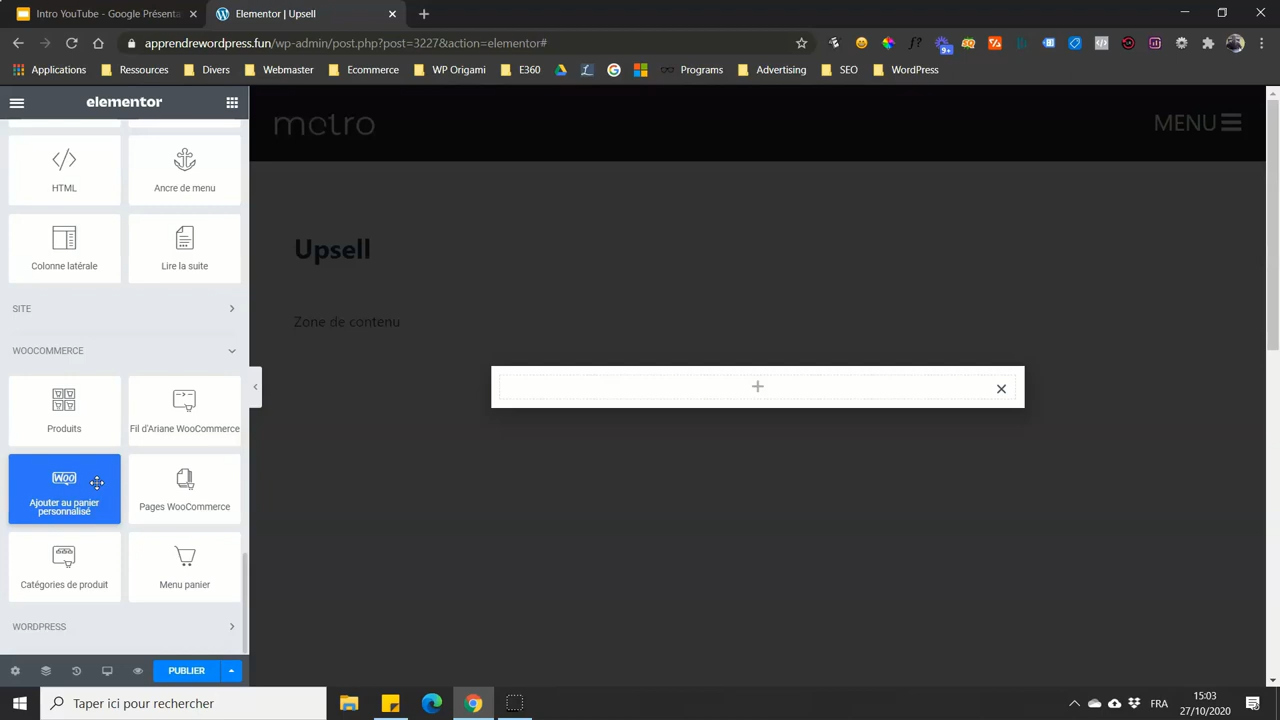 Intro YouTube - Google Présenta
Elementor | Upsell
apprendrewordpress.fun/wp-admin/post.php?post=3227&action=elementor#
9+
Applications
Ressources
Divers
Webmaster
Ecommerce
WP Origami
E360
Programs
Advertising
SEO
WordPress
elementor
metro
MENU
HTML
Ancre de menu
Colonne latérale
Lire la suite
Upsell
SITE
Zone de contenu
WOOCOMMERCE
Produits
Fil d'Ariane WooCommerce
WOO
Ajouter au panier
personnalisé
Pages WooCommerce
Catégories de produit
Menu panier
WORDPRESS
PUBLIER
Taper ici pour rechercher
FR
15:03
27/10/2020